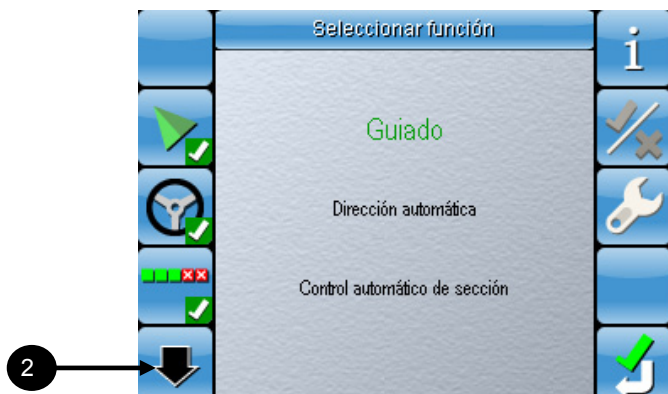 Seleccionar función
i
Guiado
Dirección automática
Control automático de sección
2